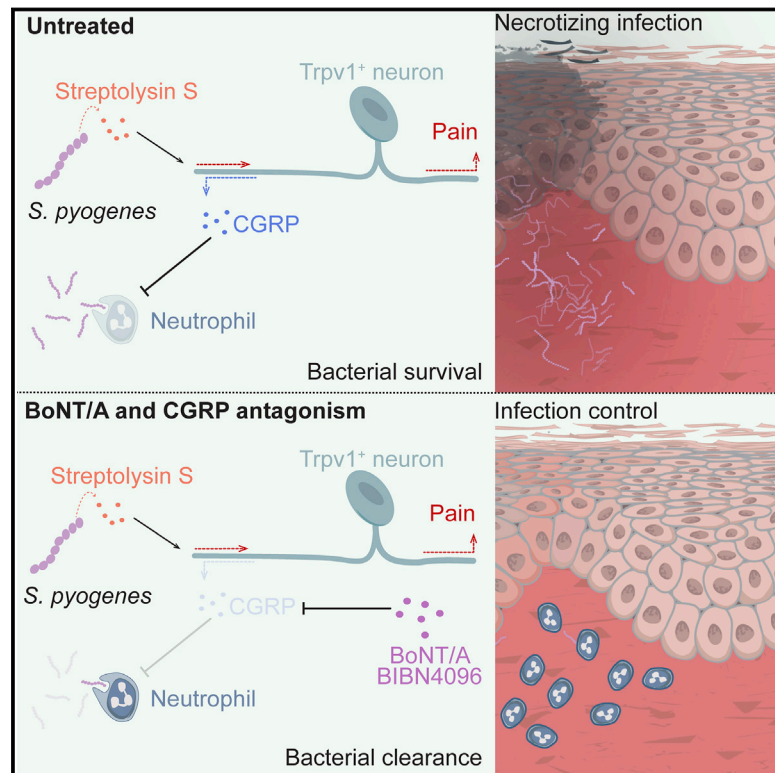 Untreated
Necrotizing infection
Trpv1+ neuron
Streptolysin S
Pain
S. pyogenes
CGRP
Neutrophil
Bacterial survival
BoNT/A and CGRP antagonism
Infection control
Trpv1+ neuron
Streptolysin S
Pain
S. pyogenes
CGRP
BoNT/A
BIBN4096
Neutrophil
Bacterial clearance